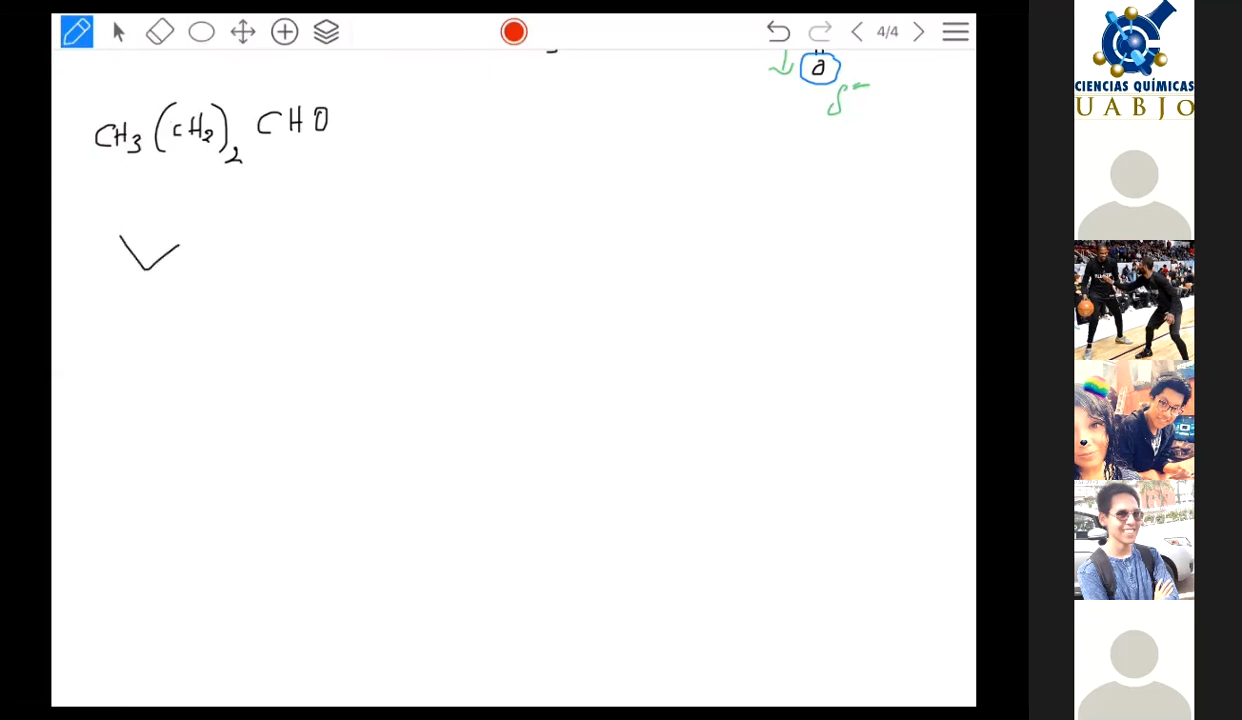 4/4
ö
δ-
CH3(CH2)2 CHO
CIENCIAS QUÍMICAS
UABJO